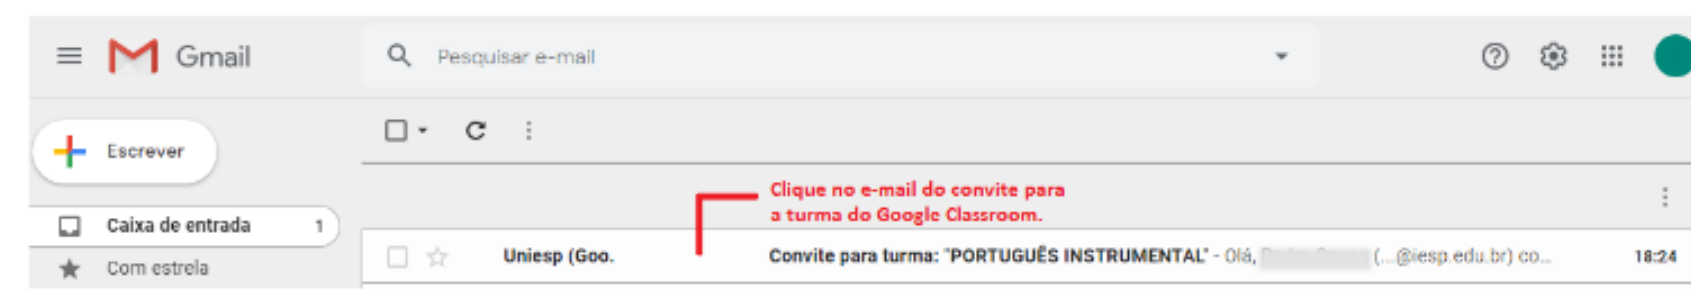 Gmail
Pesquisar e-mail
Escrever
Clique no e-mail do convite para
a turma do Google Classroom.
Caixa de entrada 1
Uniesp (Goo. Convite para turma: "PORTUGUÊS INSTRUMENTAL" - Olá, (...@iesp.edu.br) co... 18:24
Com estrela